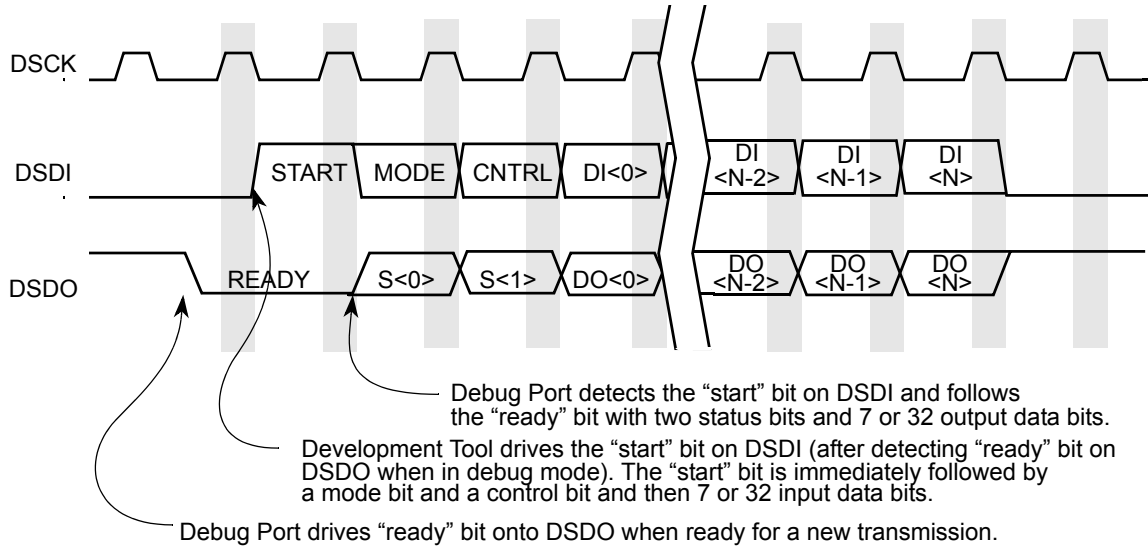 DSCK
DSDI
START MODE CNTRL DI<0> DI <N-2> DI <N-1> DI <N>
DSDO
READY S<0> S<1> DO<0> DO <N-2> DO <N-1> DO <N>
Debug Port detects the “start” bit on DSDI and follows
the “ready” bit with two status bits and 7 or 32 output data bits.
Development Tool drives the “start” bit on DSDI (after detecting “ready” bit on
DSDO when in debug mode). The “start” bit is immediately followed by
a mode bit and a control bit and then 7 or 32 input data bits.
Debug Port drives “ready” bit onto DSDO when ready for a new transmission.